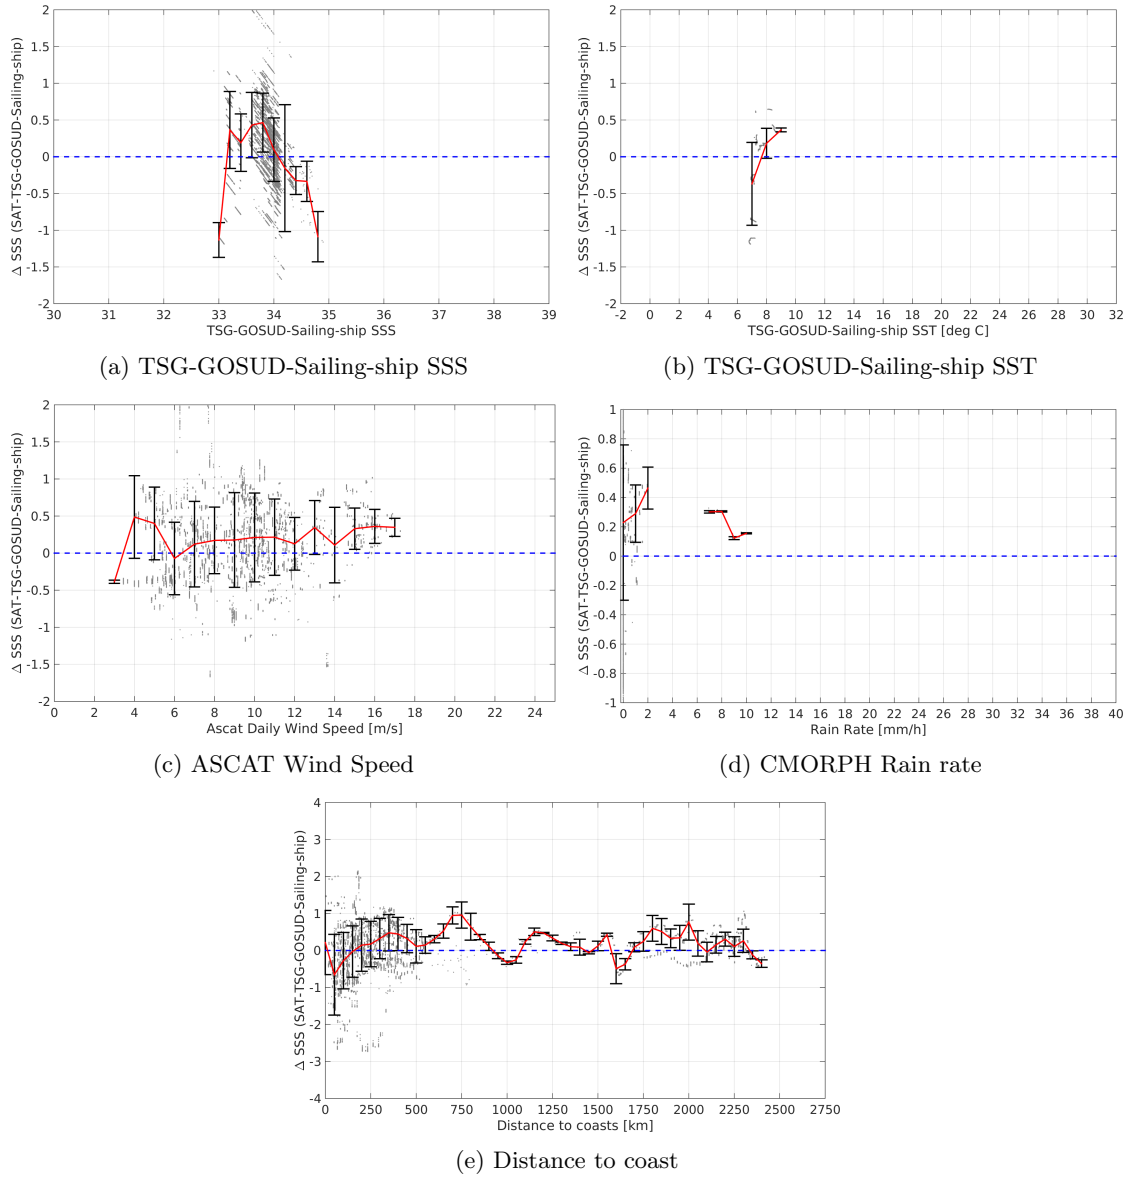 2
1.5
1
0.5
0
-0.5
-1
-1.5
-2
Δ SSS (SAT-TSG-GOSUD-Sailing-ship)
30 31 32 33 34 35 36 37 38 39
TSG-GOSUD-Sailing-ship SSS
(a) TSG-GOSUD-Sailing-ship SSS
2
1.5
1
0.5
0
-0.5
-1
-1.5
-2
Δ SSS (SAT-TSG-GOSUD-Sailing-ship)
-2 0 2 4 6 8 10 12 14 16 18 20 22 24 26 28 30 32
TSG-GOSUD-Sailing-ship SST [deg C]
(b) TSG-GOSUD-Sailing-ship SST
2
1.5
1
0.5
0
-0.5
-1
-1.5
-2
Δ SSS (SAT-TSG-GOSUD-Sailing-ship)
0 2 4 6 8 10 12 14 16 18 20 22 24
Ascat Daily Wind Speed [m/s]
(c) ASCAT Wind Speed
1
0.8
0.6
0.4
0.2
0
-0.2
-0.4
-0.6
-0.8
-1
Δ SSS (SAT-TSG-GOSUD-Sailing-ship)
0 2 4 6 8 10 12 14 16 18 20 22 24 26 28 30 32 34 36 38 40
Rain Rate [mm/h]
(d) CMORPH Rain rate
4
3
2
1
0
-1
-2
-3
-4
Δ SSS (SAT-TSG-GOSUD-Sailing-ship)
0 250 500 750 1000 1250 1500 1750 2000 2250 2500 2750
Distance to coasts [km]
(e) Distance to coast